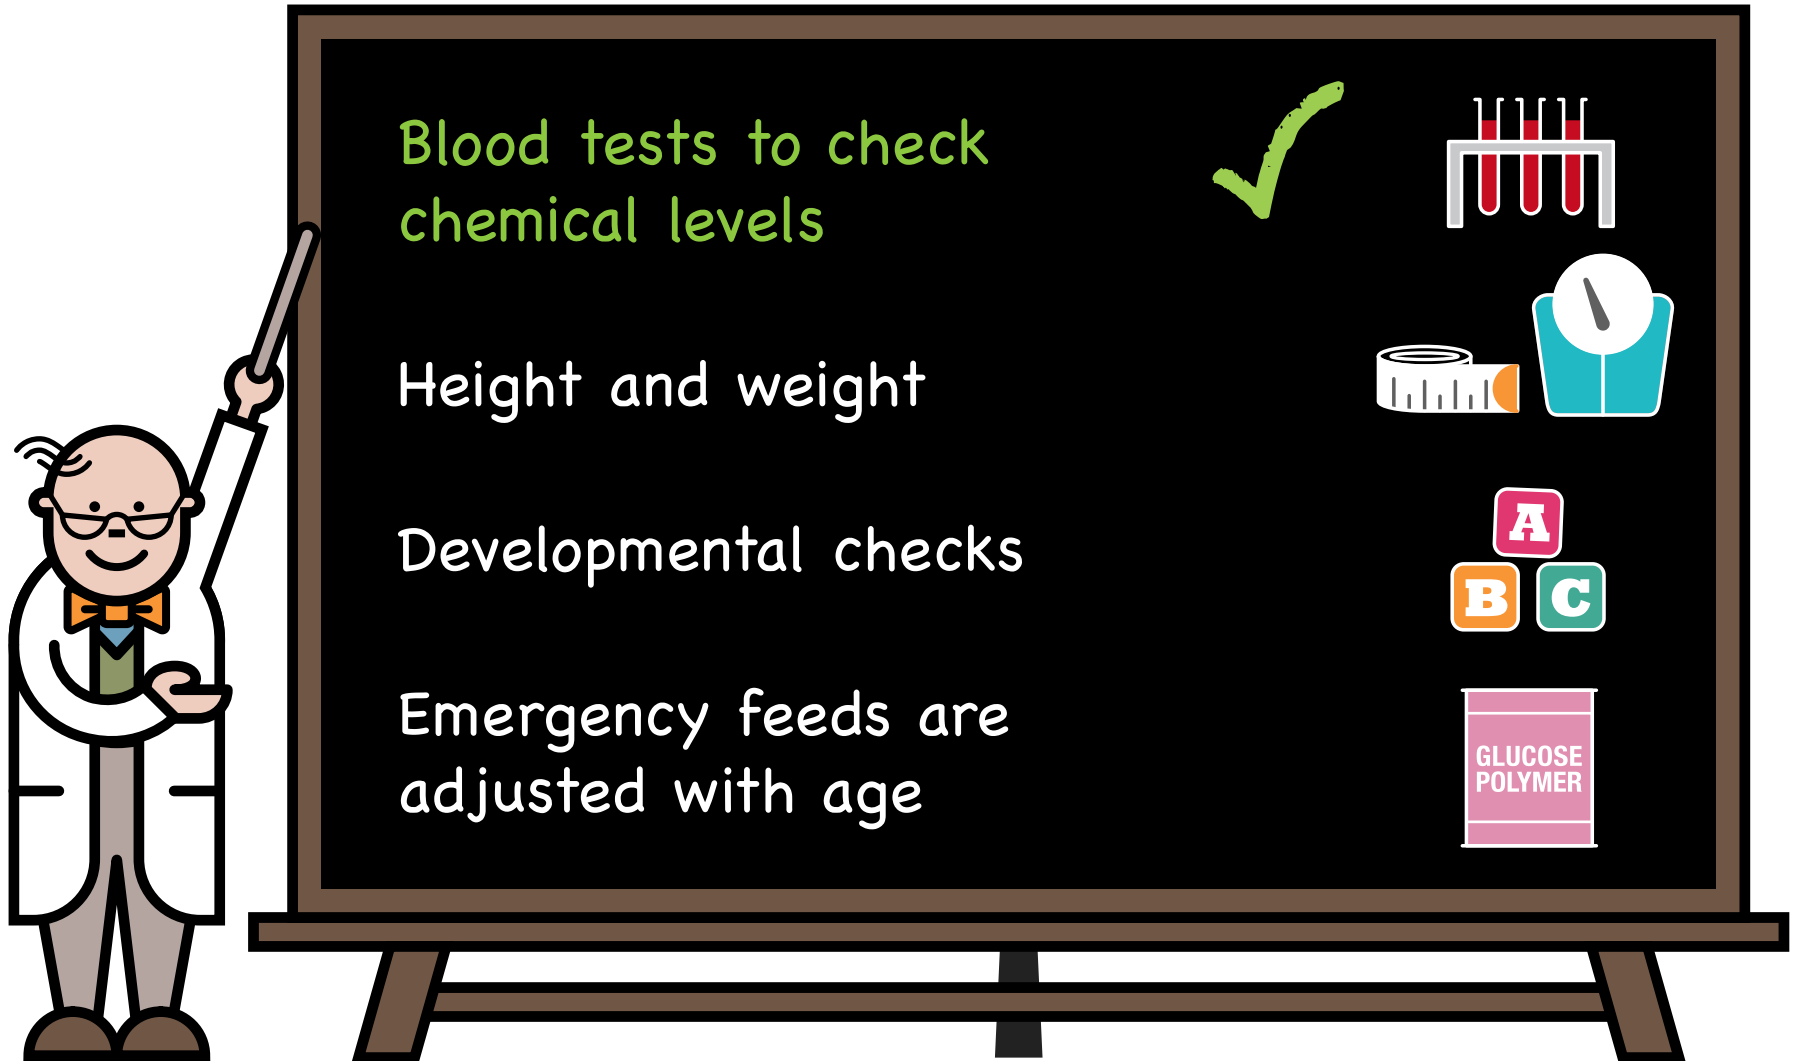 Blood tests to check
chemical levels
Height and weight
Developmental checks
A
B C
Emergency feeds are
adjusted with age
GLUCOSE
POLYMER